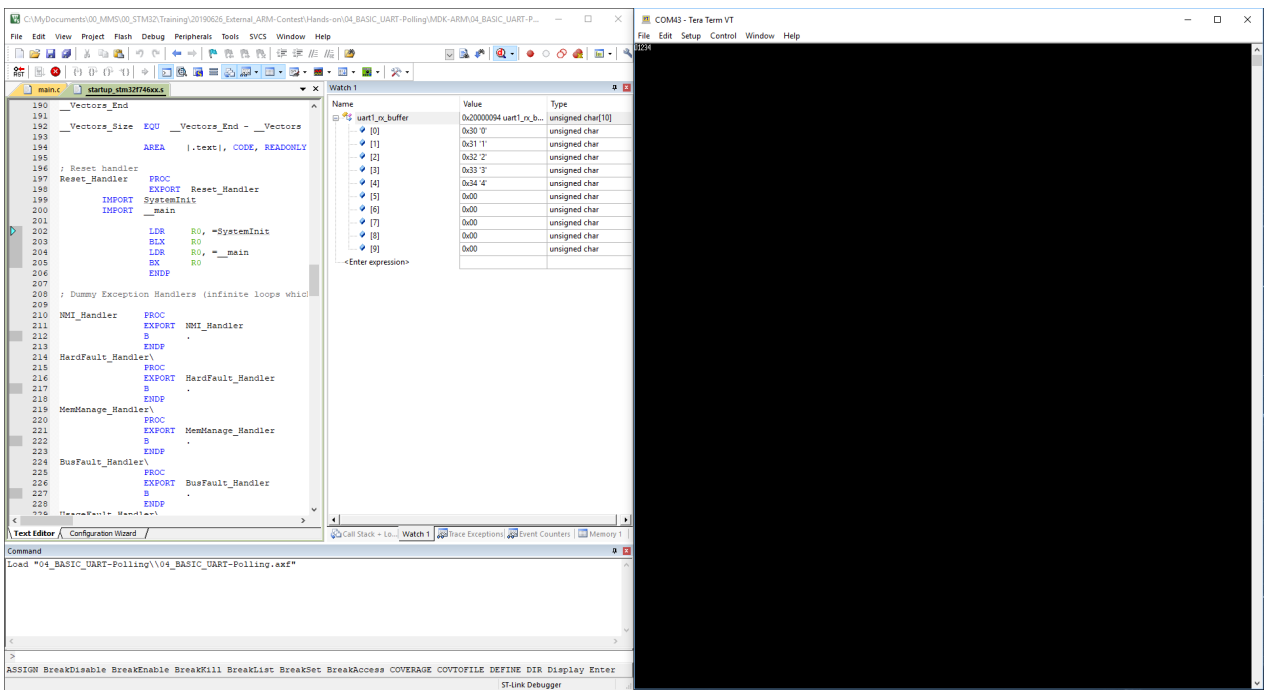 C:\MyDocuments\00_MMS\00_STM32\Training\20190626_External_ARM-Contest\Hands-on\04_BASIC_UART-Polling\MDK-ARM\04_BASIC_UART-P...
File Edit View Project Flash Debug Peripherals Tools SVCS Window Help
RST
main.c startup_stm32f746xx.s
190 __Vectors_End
191
192 __Vectors_Size EQU __Vectors_End - __Vectors
193
194 AREA |.text|, CODE, READONLY
195
196 ; Reset handler
197 Reset_Handler PROC
198 EXPORT Reset_Handler
199 IMPORT SystemInit
200 IMPORT __main
201
202 LDR R0, =SystemInit
203 BLX R0
204 LDR R0, =__main
205 BX R0
206 ENDP
207
208 ; Dummy Exception Handlers (infinite loops whic
209
210 NMI_Handler PROC
211 EXPORT NMI_Handler
212 B .
213 ENDP
214 HardFault_Handler\
215 PROC
216 EXPORT HardFault_Handler
217 B .
218 ENDP
219 MemManage_Handler\
220 PROC
221 EXPORT MemManage_Handler
222 B .
223 ENDP
224 BusFault_Handler\
225 PROC
226 EXPORT BusFault_Handler
227 B .
228 ENDP
229 UsageFault_Handler\
Text Editor Configuration Wizard
Watch 1
Name Value Type
uart1_rx_buffer 0x20000094 uart1_rx_b... unsigned char[10]
[0] 0x30 '0' unsigned char
[1] 0x31 '1' unsigned char
[2] 0x32 '2' unsigned char
[3] 0x33 '3' unsigned char
[4] 0x34 '4' unsigned char
[5] 0x00 unsigned char
[6] 0x00 unsigned char
[7] 0x00 unsigned char
[8] 0x00 unsigned char
[9] 0x00 unsigned char
<Enter expression>
Call Stack + Lo... Watch 1 Trace Exceptions Event Counters Memory 1
Command
Load "04_BASIC_UART-Polling\\04_BASIC_UART-Polling.axf"
>
ASSIGN BreakDisable BreakEnable BreakKill BreakList BreakSet BreakAccess COVERAGE COVTOFILE DEFINE DIR Display Enter
ST-Link Debugger
COM43 - Tera Term VT
File Edit Setup Control Window Help
01234